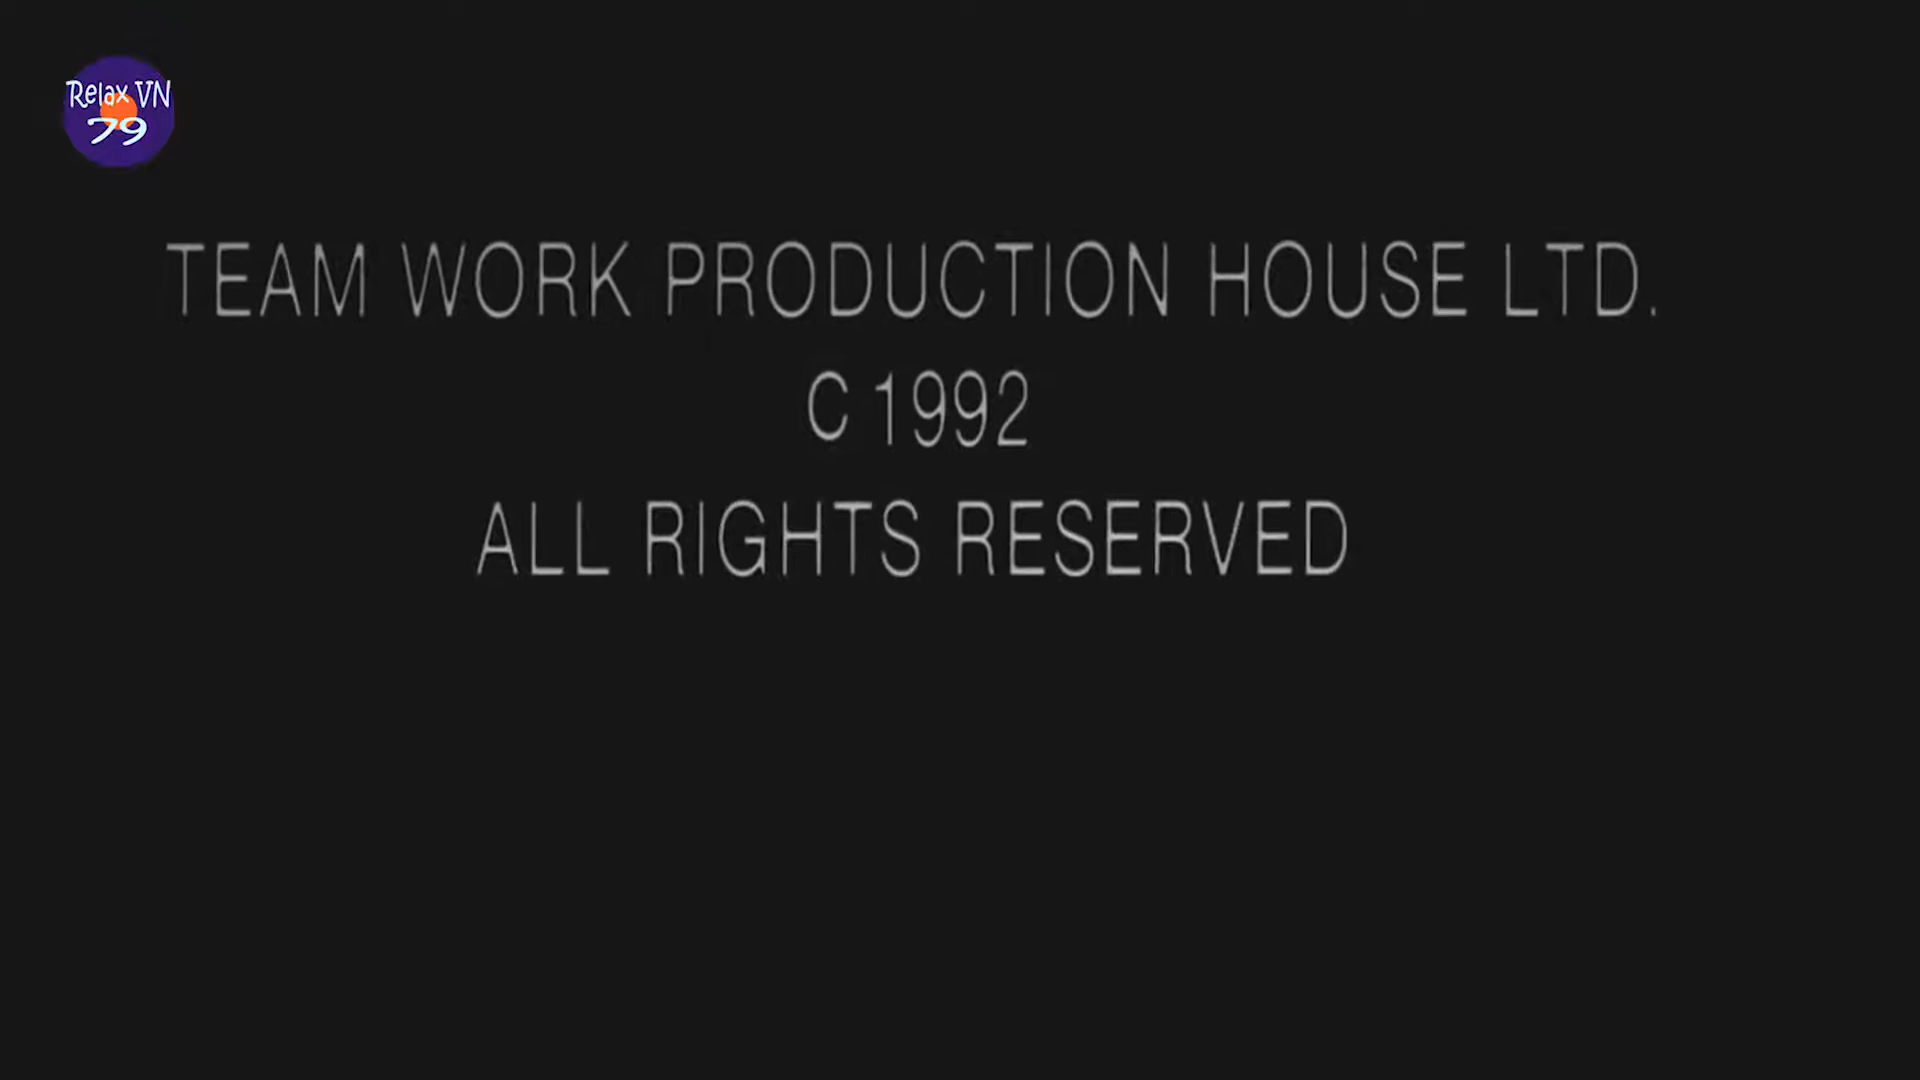 Relax VN
79
TEAM WORK PRODUCTION HOUSE LTD.
C 1992
ALL RIGHTS RESERVED